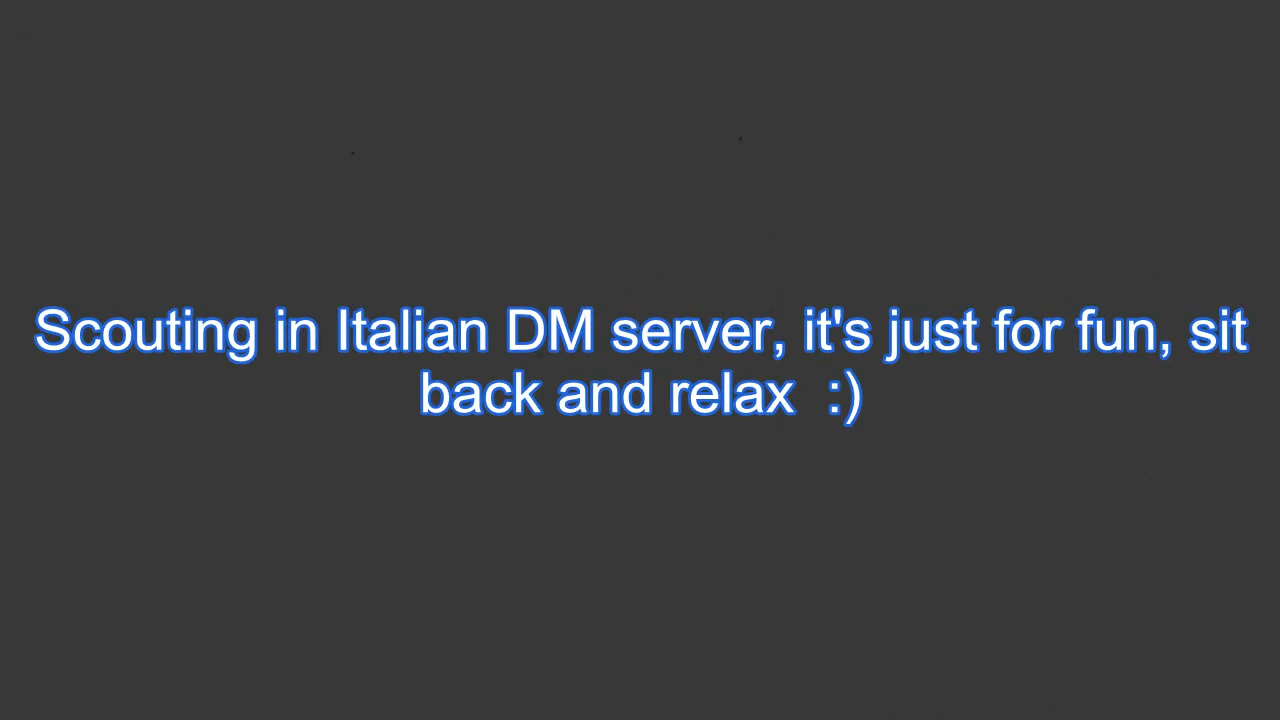 Scouting in Italian DM server, it's just for fun, sit
back and relax  :)